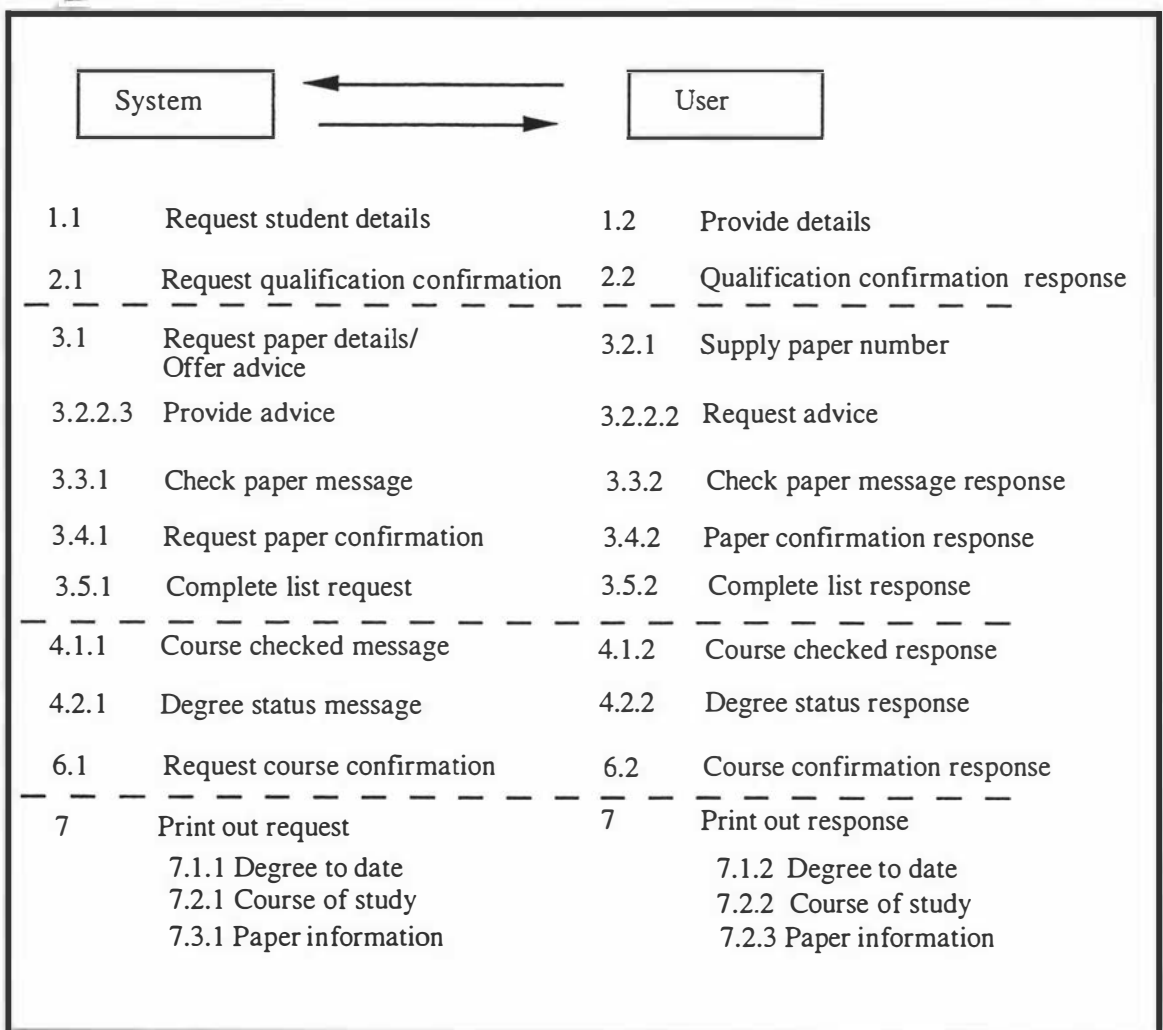 System User
1.1 Request student details 1.2 Provide details
2.1 Request qualification confirmation 2.2 Qualification confirmation response
3.1 Request paper details/ 3.2.1 Supply paper number
Offer advice
3.2.2.3 Provide advice 3.2.2.2 Request advice
3.3.1 Check paper message 3.3.2 Check paper message response
3.4.1 Request paper confirmation 3.4.2 Paper confirmation response
3.5.1 Complete list request 3.5.2 Complete list response
4.1.1 Course checked message 4.1.2 Course checked response
4.2.1 Degree status message 4.2.2 Degree status response
6.1 Request course confirmation 6.2 Course confirmation response
7 Print out request 7 Print out response
7.1.1 Degree to date 7.1.2 Degree to date
7.2.1 Course of study 7.2.2 Course of study
7.3.1 Paper information 7.2.3 Paper information